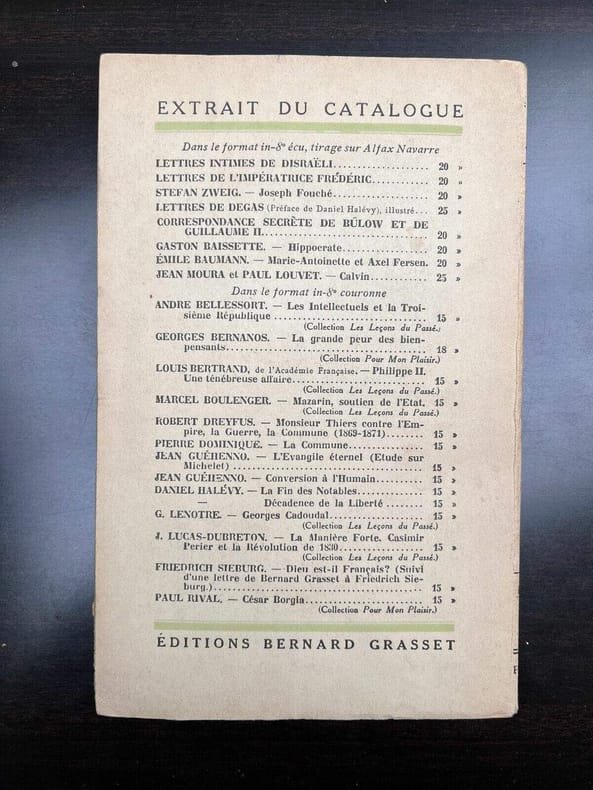 EXTRAIT DU CATALOGUE
Dans le format in-8º écu, tirage sur Alfax Navarre
LETTRES INTIMES DE DISRAËLI.................... 20 »
LETTRES DE L'IMPÉRATRICE FRÉDÉRIC............. 20 »
STEFAN ZWEIG. — Joseph Fouché.................... 20 »
LETTRES DE DEGAS (Préface de Daniel Halévy), illustré... 25 »
CORRESPONDANCE SECRÈTE DE BÜLOW ET DE
GUILLAUME II.................................... 20 »
GASTON BAISSETTE. — Hippocrate.................. 20 »
ÉMILE BAUMANN. — Marie-Antoinette et Axel Fersen. 20 »
JEAN MOURA et PAUL LOUVET. — Calvin............ 25 »
Dans le format in-8º couronne
ANDRE BELLESSORT. — Les Intellectuels et la Troi-
sième République ............................... 15 »
(Collection Les Leçons du Passé.)
GEORGES BERNANOS. — La grande peur des bien-
pensants......................................... 18 »
(Collection Pour Mon Plaisir.)
LOUIS BERTRAND, de l'Académie Française. — Philippe II.
Une ténébreuse affaire............................ 15 »
(Collection Les Leçons du Passé.)
MARCEL BOULENGER. — Mazarin, soutien de l'Etat. 15 »
(Collection Les Leçons du Passé.)
ROBERT DREYFUS. — Monsieur Thiers contre l'Em-
pire, la Guerre, la Commune (1869-1871)........ 15 »
PIERRE DOMINIQUE. — La Commune................ 15 »
JEAN GUÉHENNO. — L'Evangile éternel (Etude sur
Michelet) ....................................... 15 »
JEAN GUÉHENNO. — Conversion à l'Humain......... 15 »
DANIEL HALÉVY. — La Fin des Notables............. 15 »
— Décadence de la Liberté ........ 15 »
G. LENOTRE. — Georges Cadoudal.................... 15 »
(Collection Les Leçons du Passé.)
J. LUCAS-DUBRETON. — La Manière Forte. Casimir
Perier et la Révolution de 1830.................. 15 »
(Collection Les Leçons du Passé.)
FRIEDRICH SIEBURG. — Dieu est-il Français? (Suivi
d'une lettre de Bernard Grasset à Friedrich Sie-
burg.)............................................ 15 »
PAUL RIVAL. — César Borgia......................... 15 »
(Collection Pour Mon Plaisir.)
ÉDITIONS BERNARD GRASSET